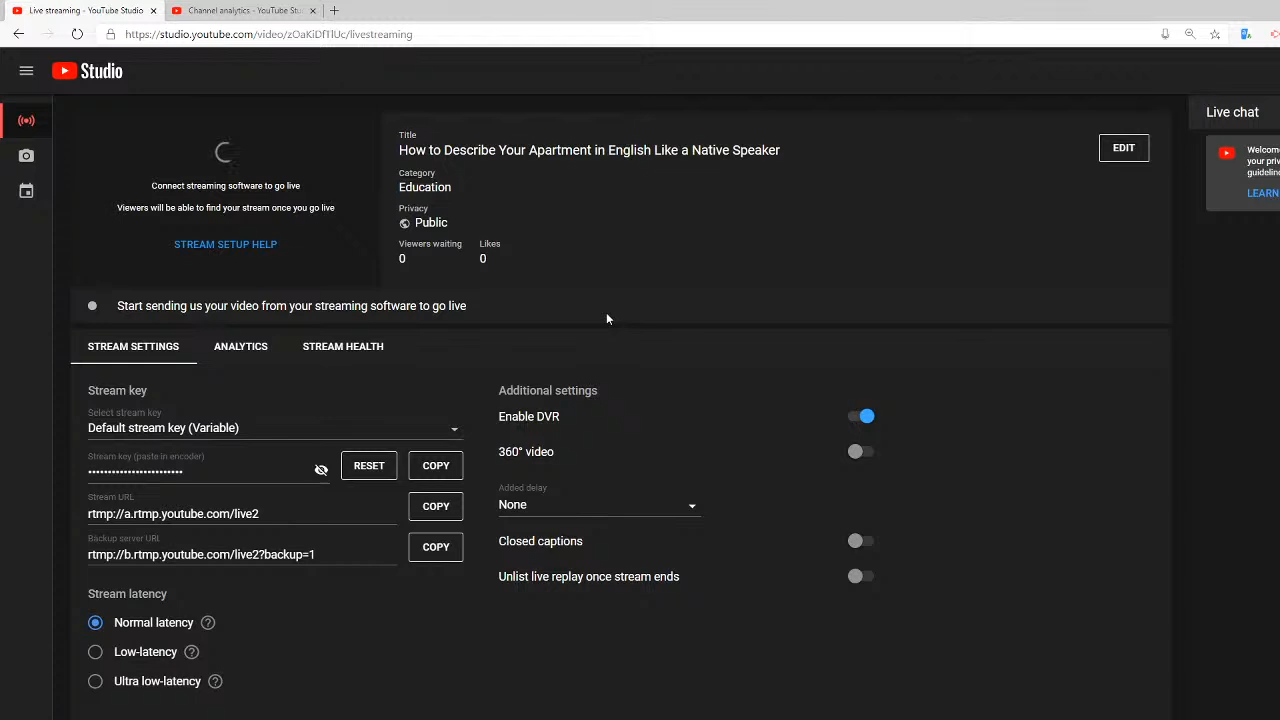 Live streaming - YouTube Studio
Channel analytics - YouTube Stu
https://studio.youtube.com/video/zOaKiDfTlUc/livestreaming
Studio
Live chat
Title
How to Describe Your Apartment in English Like a Native Speaker
EDIT
Category
Education
Privacy
Public
Viewers waiting
Likes
0
0
Connect streaming software to go live
Viewers will be able to find your stream once you go live
STREAM SETUP HELP
Welcome
your priv
guideline
LEARN
Start sending us your video from your streaming software to go live
STREAM SETTINGS
ANALYTICS
STREAM HEALTH
Stream key
Select stream key
Default stream key (Variable)
Stream key (paste in encoder)
••••••••••••••••••••••••
RESET
COPY
Stream URL
rtmp://a.rtmp.youtube.com/live2
COPY
Backup server URL
rtmp://b.rtmp.youtube.com/live2?backup=1
COPY
Stream latency
Normal latency
Low-latency
Ultra low-latency
Additional settings
Enable DVR
360° video
Added delay
None
Closed captions
Unlist live replay once stream ends